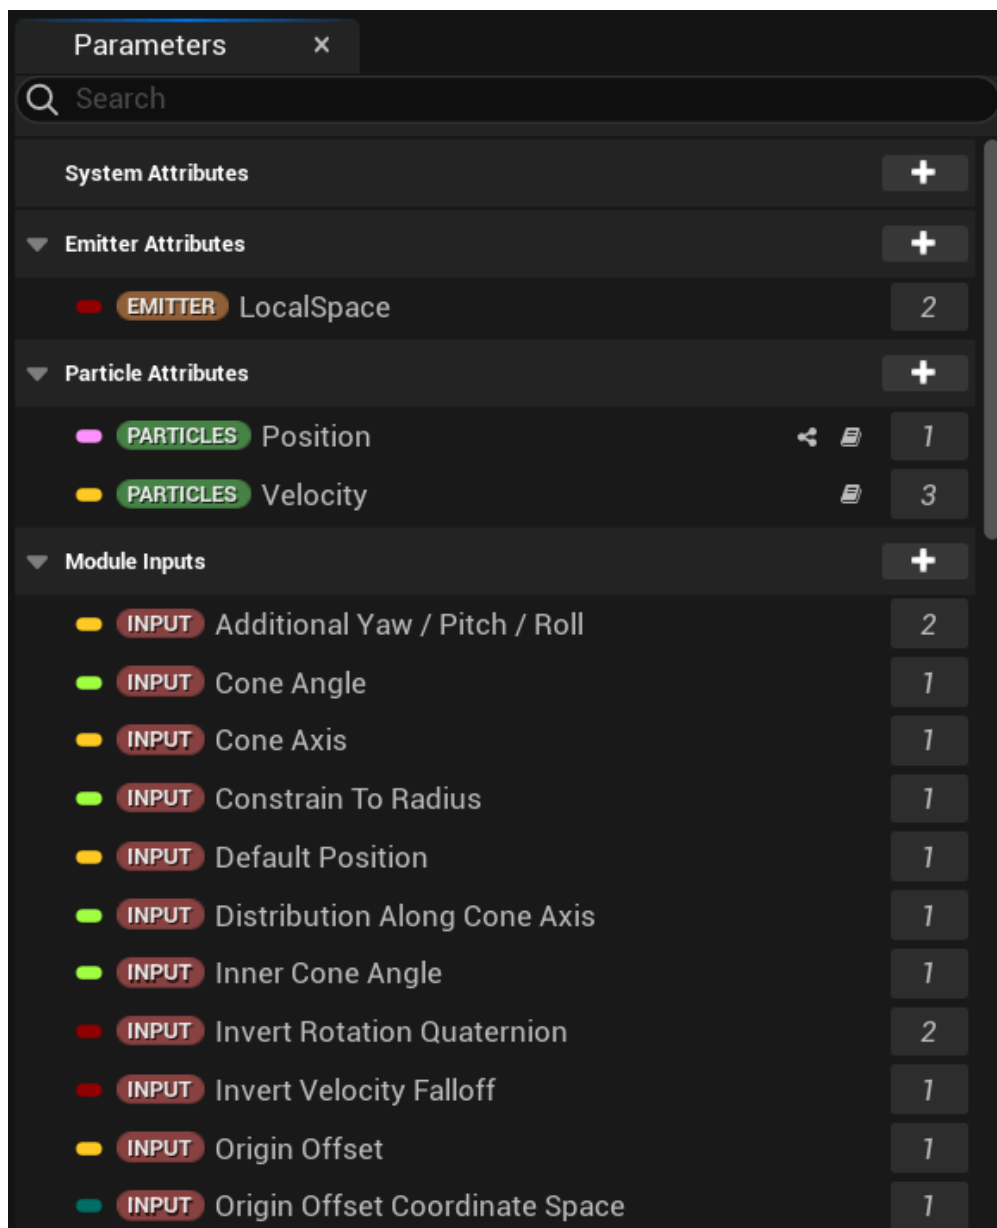 Parameters ×
Search
System Attributes
Emitter Attributes
EMITTER LocalSpace 2
Particle Attributes
PARTICLES Position 1
PARTICLES Velocity 3
Module Inputs
INPUT Additional Yaw / Pitch / Roll 2
INPUT Cone Angle 1
INPUT Cone Axis 1
INPUT Constrain To Radius 1
INPUT Default Position 1
INPUT Distribution Along Cone Axis 1
INPUT Inner Cone Angle 1
INPUT Invert Rotation Quaternion 2
INPUT Invert Velocity Falloff 1
INPUT Origin Offset 1
INPUT Origin Offset Coordinate Space 1